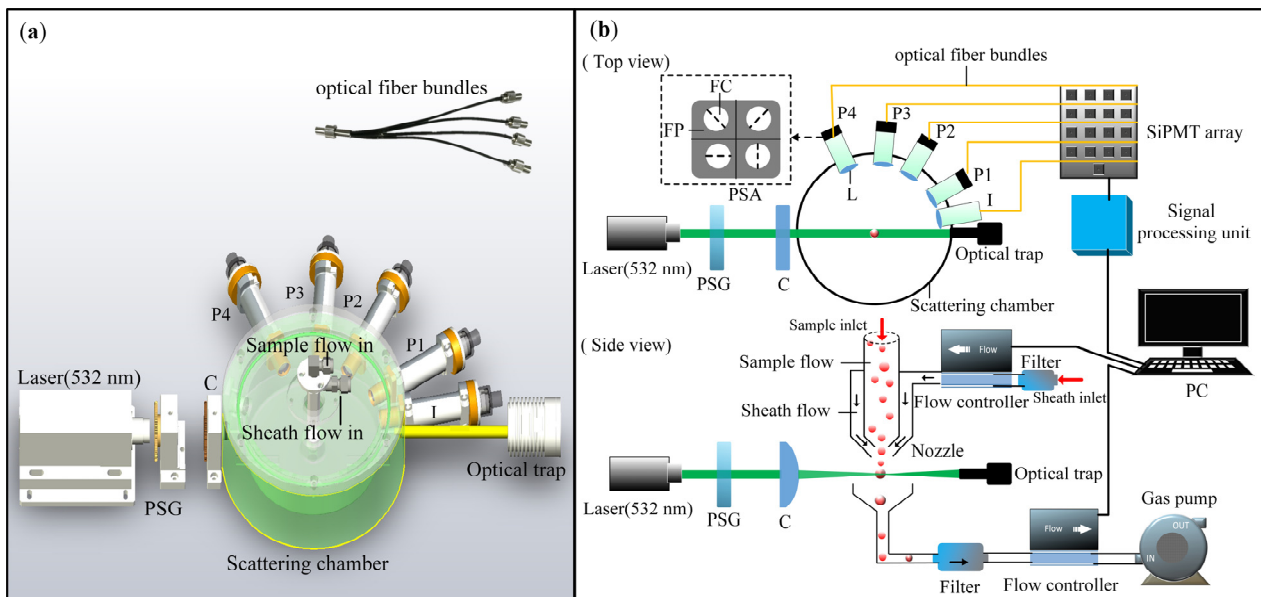 (a)
optical fiber bundles
P3
P4
P2
P1
Sample flow in
Laser(532 nm)
C
I
Sheath flow in
Optical trap
PSG
Scattering chamber
(b)
( Top view)
optical fiber bundles
FC
FP
PSA
P4
P3
P2
P1
I
L
SiPMT array
Signal
processing unit
Laser(532 nm)
PSG
C
Optical trap
Scattering chamber
( Side view)
Sample inlet
Sample flow
Sheath flow
Flow
Filter
Flow controller
Sheath inlet
PC
Nozzle
Laser(532 nm)
PSG
C
Optical trap
Gas pump
Flow
OUT
IN
Filter
Flow controller